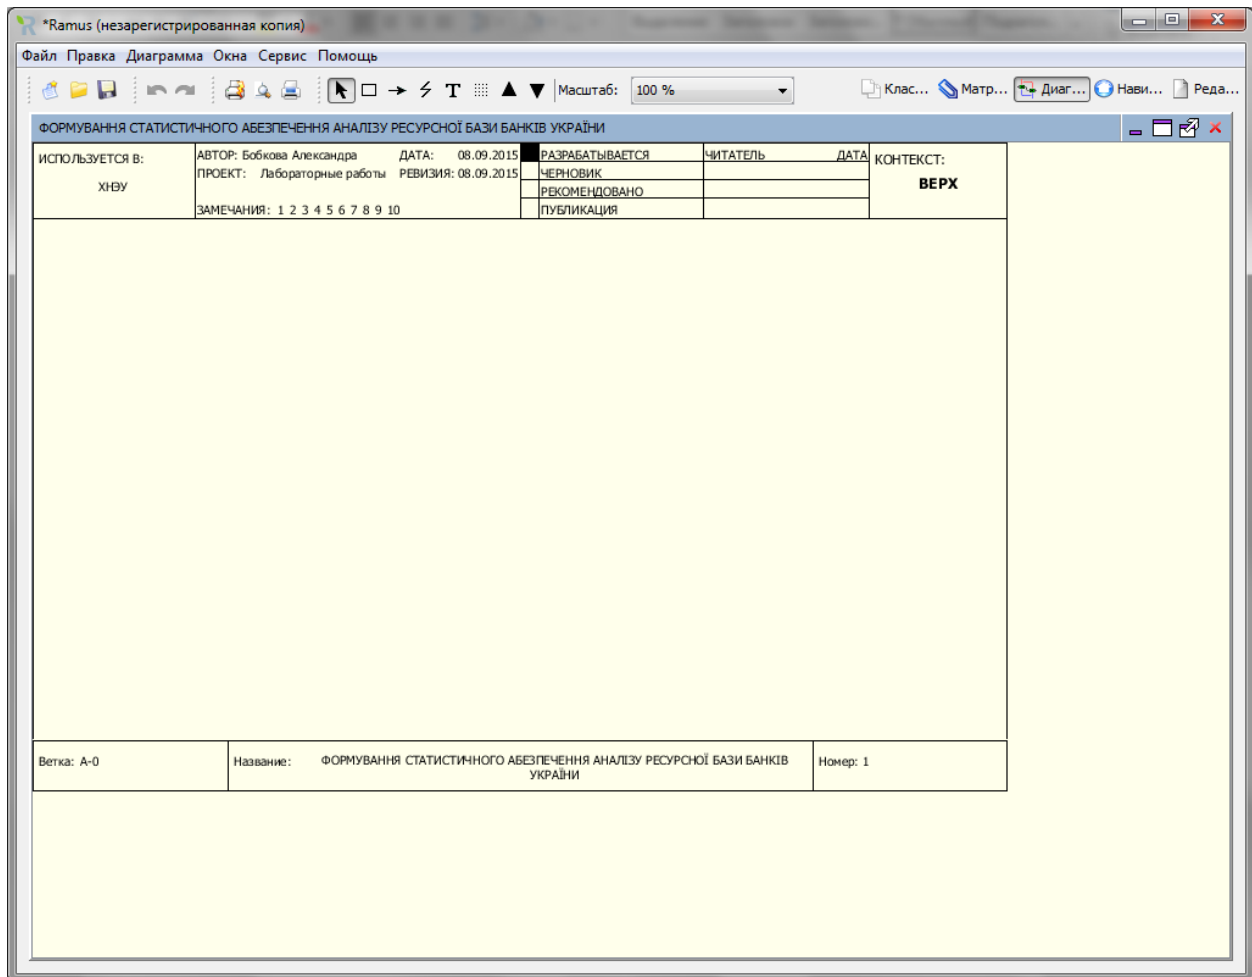 *Ramus (незарегистрированная копия)
Файл Правка Диаграмма Окна Сервис Помощь
T Масштаб: 100 % Клас... Матр... Диаг... Нави... Реда...
ФОРМУВАННЯ СТАТИСТИЧНОГО АБЕЗПЕЧЕННЯ АНАЛІЗУ РЕСУРСНОЇ БАЗИ БАНКІВ УКРАЇНИ
ИСПОЛЬЗУЕТСЯ В: АВТОР: Бобкова Александра ДАТА: 08.09.2015 РАЗРАБАТЫВАЕТСЯ ЧИТАТЕЛЬ ДАТА КОНТЕКСТ:
ХНЭУ ПРОЕКТ: Лабораторные работы РЕВИЗИЯ: 08.09.2015 ЧЕРНОВИК ВЕРХ
РЕКОМЕНДОВАНО
ЗАМЕЧАНИЯ: 1 2 3 4 5 6 7 8 9 10 ПУБЛИКАЦИЯ
Ветка: A-0 Название: ФОРМУВАННЯ СТАТИСТИЧНОГО АБЕЗПЕЧЕННЯ АНАЛІЗУ РЕСУРСНОЇ БАЗИ БАНКІВ Номер: 1
УКРАЇНИ